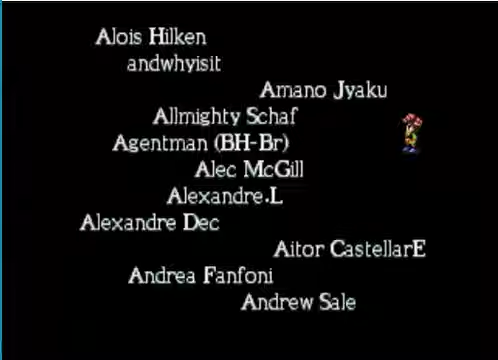 Alois Hilken
andwhyisit
Amano Jyaku
Allmighty Schaf
Agentman (BH-Br)
Alec McGill
Alexandre.L
Alexandre Dec
Aitor CastellarE
Andrea Fanfoni
Andrew Sale